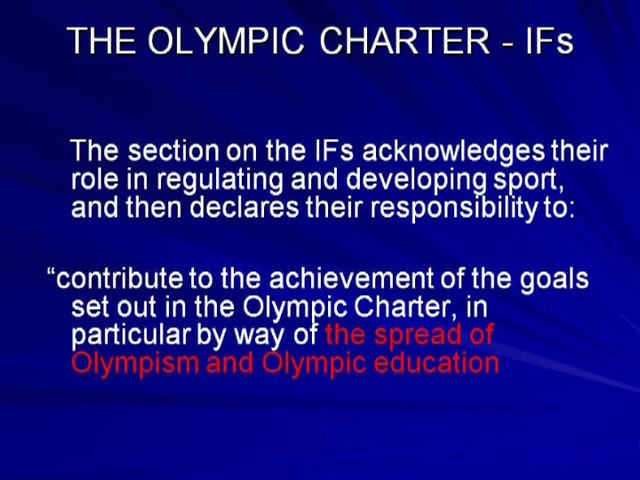 THE OLYMPIC CHARTER - IFs
The section on the IFs acknowledges their
role in regulating and developing sport,
and then declares their responsibility to:
“contribute to the achievement of the goals
set out in the Olympic Charter, in
particular by way of the spread of
Olympism and Olympic education